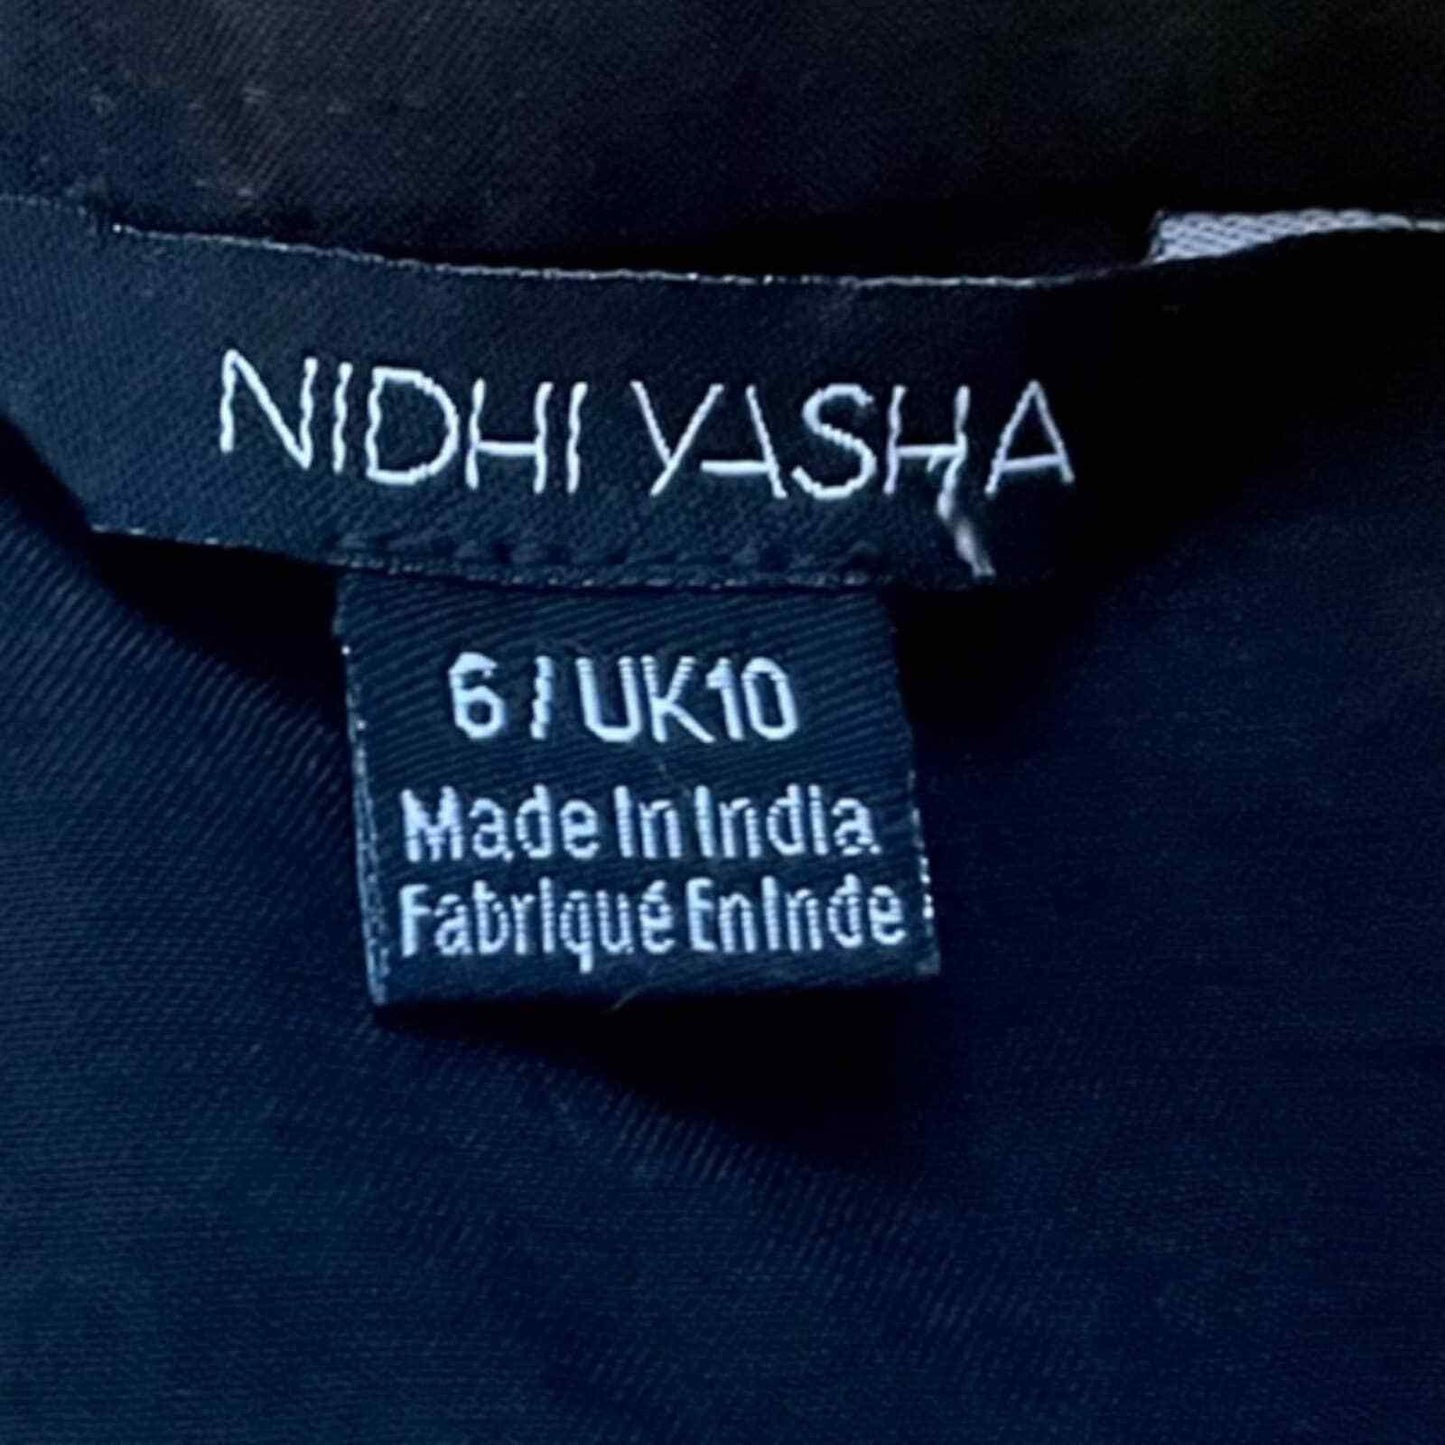 NIDHI YASHA
6 / UK10
Made In India
Fabriqué En Inde